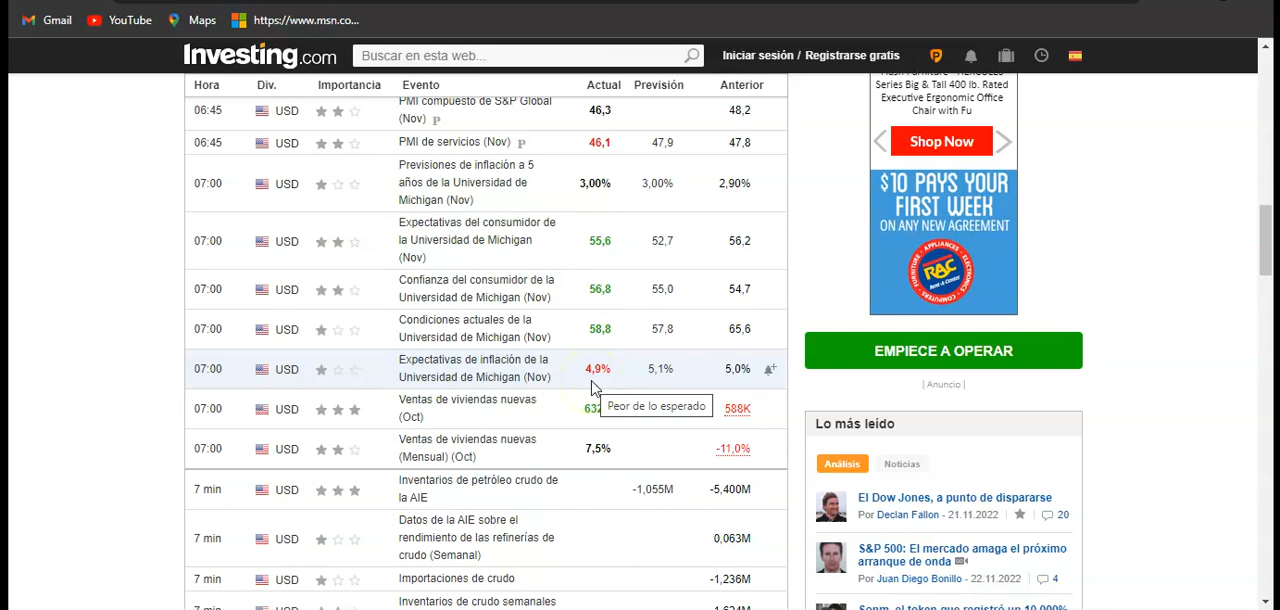 Gmail YouTube Maps https://www.msn.co...
Investing.com Buscar en esta web... Iniciar sesión / Registrarse gratis
Hora Div. Importancia Evento Actual Previsión Anterior
06:45 USD PMI compuesto de S&P Global
(Nov) P 46,3 48,2
06:45 USD PMI de servicios (Nov) P 46,1 47,9 47,8
07:00 USD Previsiones de inflación a 5
años de la Universidad de
Michigan (Nov) 3,00% 3,00% 2,90%
07:00 USD Expectativas del consumidor de
la Universidad de Michigan
(Nov) 55,6 52,7 56,2
07:00 USD Confianza del consumidor de la
Universidad de Michigan (Nov) 56,8 55,0 54,7
07:00 USD Condiciones actuales de la
Universidad de Michigan (Nov) 58,8 57,8 65,6
07:00 USD Expectativas de inflación de la
Universidad de Michigan (Nov) 4,9% 5,1% 5,0%
Peor de lo esperado
07:00 USD Ventas de viviendas nuevas
(Oct) 588K
07:00 USD Ventas de viviendas nuevas
(Mensual) (Oct) 7,5% -11,0%
7 min USD Inventarios de petróleo crudo de
la AIE -1,055M -5,400M
7 min USD Datos de la AIE sobre el
rendimiento de las refinerías de
crudo (Semanal) 0,063M
7 min USD Importaciones de crudo -1,236M
Inventarios de crudo semanales
Series Big & Tall 400 lb. Rated
Executive Ergonomic Office
Chair with Fu
Shop Now
$10 PAYS YOUR
FIRST WEEK
ON ANY NEW AGREEMENT
RAC
Rent-A-Center
EMPIECE A OPERAR
| Anuncio |
Lo más leído
Análisis Noticias
El Dow Jones, a punto de dispararse
Por Declan Fallon - 21.11.2022 20
S&P 500: El mercado amaga el próximo
arranque de onda
Por Juan Diego Bonillo - 22.11.2022 4